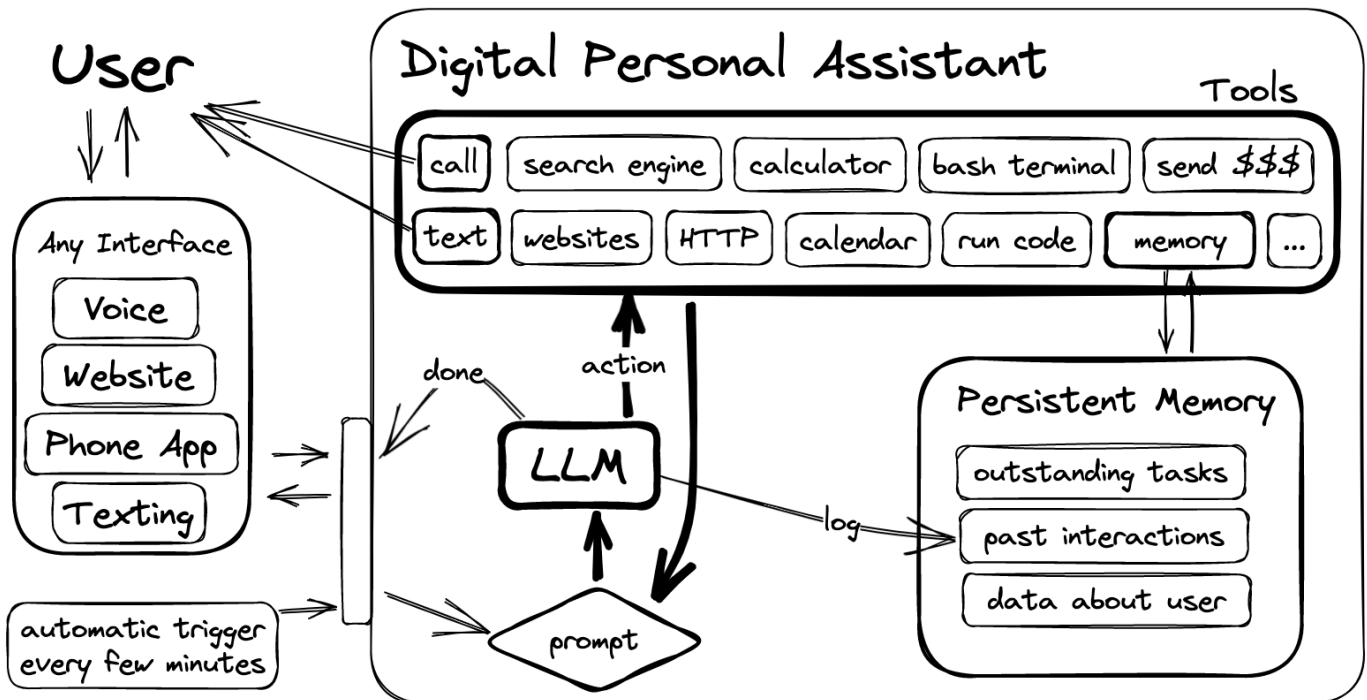 User
Digital Personal Assistant
Tools
call
search engine
calculator
bash terminal
send $$$
text
websites
HTTP
calendar
run code
memory
...
Any Interface
Voice
Website
Phone App
Texting
automatic trigger
every few minutes
done
action
LLM
log
prompt
Persistent Memory
outstanding tasks
past interactions
data about user